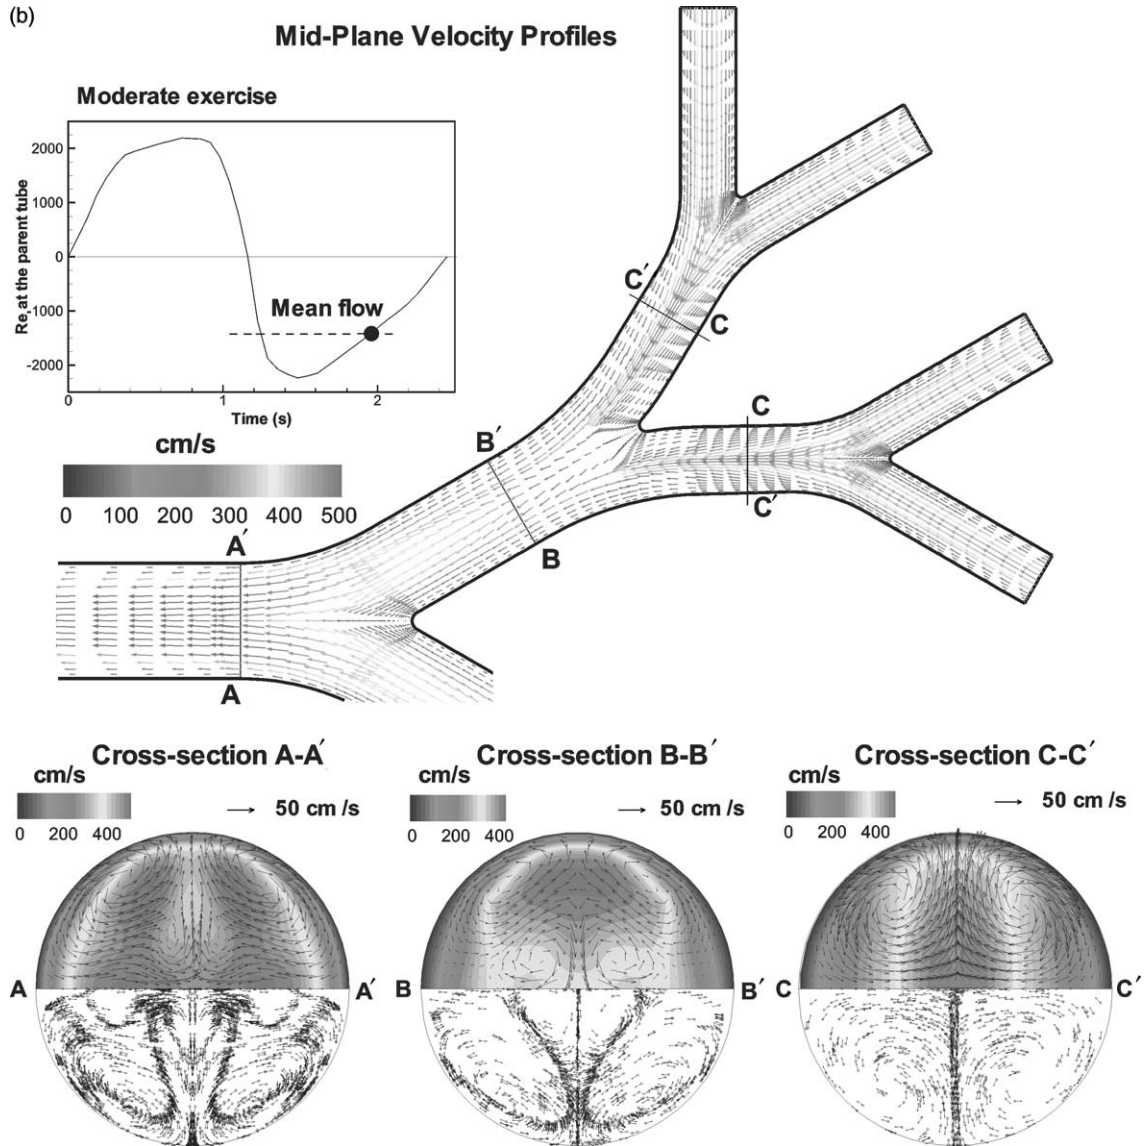 (b)
Mid-Plane Velocity Profiles
Moderate exercise
Re, at the parent tube
2000
1000
0
-1000
-2000
Mean flow
0 1 2
Time (s)
cm/s
0 100 200 300 400 500
C′
C
C
C′
B′
B
A′
A
Cross-section A-A′
cm/s
50 cm /s
0 200 400
A A′
Cross-section B-B′
cm/s
50 cm /s
0 200 400
B B′
Cross-section C-C′
cm/s
50 cm /s
0 200 400
C C′